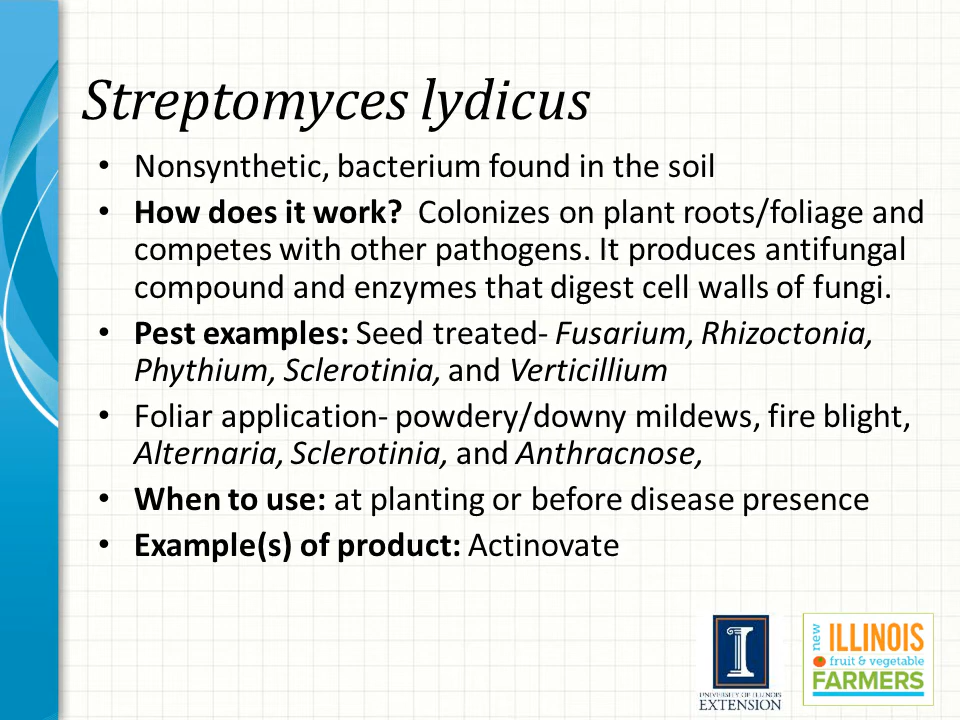 Streptomyces lydicus
• Nonsynthetic, bacterium found in the soil
• How does it work?  Colonizes on plant roots/foliage and
competes with other pathogens. It produces antifungal
compound and enzymes that digest cell walls of fungi.
• Pest examples: Seed treated- Fusarium, Rhizoctonia,
Phythium, Sclerotinia, and Verticillium
• Foliar application- powdery/downy mildews, fire blight,
Alternaria, Sclerotinia, and Anthracnose,
• When to use: at planting or before disease presence
• Example(s) of product: Actinovate
I
UNIVERSITY OF ILLINOIS
EXTENSION
new
ILLINOIS
fruit & vegetable
FARMERS